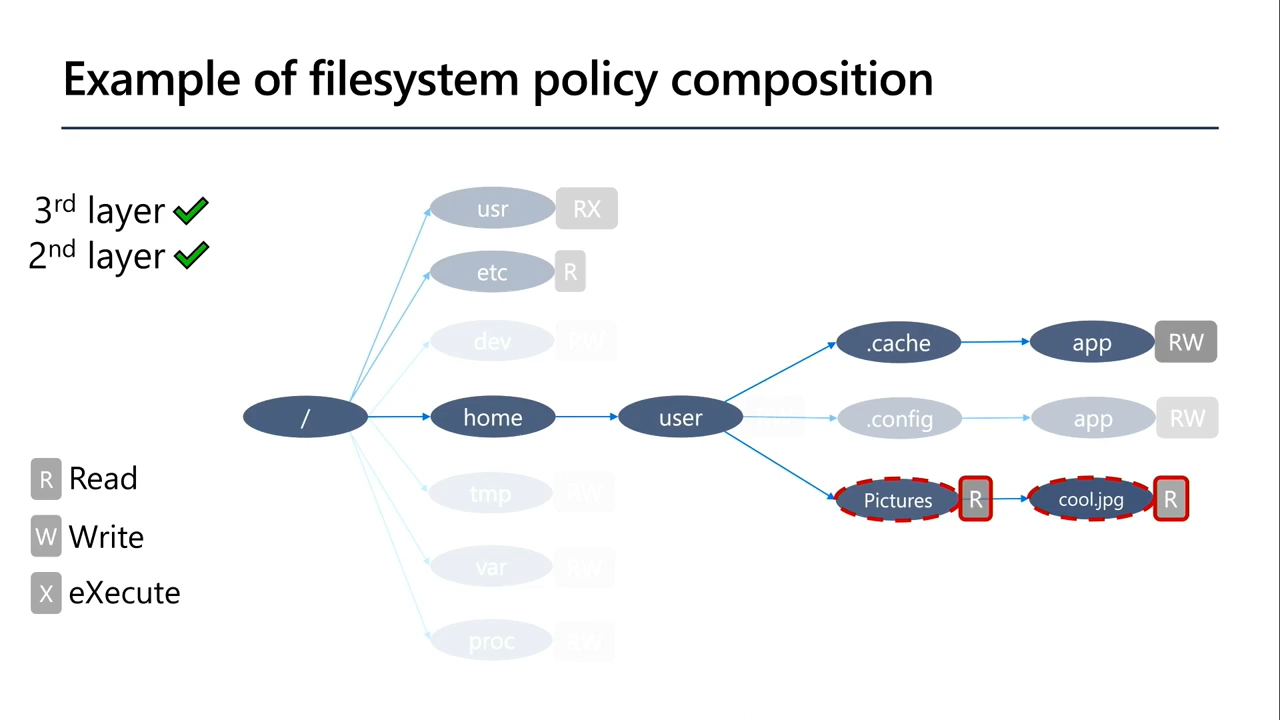 Example of filesystem policy composition
3rd layer
2nd layer
usr RX
etc R
dev RW
.cache app RW
/ home user
.config app RW
Pictures R cool.jpg R
R Read
tmp RW
W Write
var RW
X eXecute
proc RW